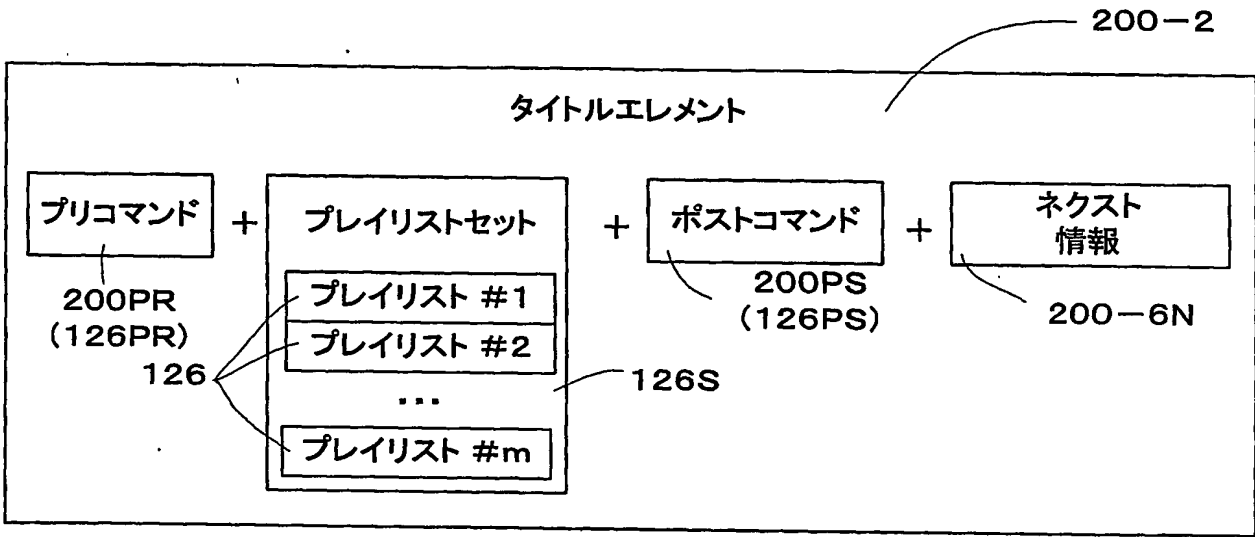 200-2
タイトルエレメント
プリコマンド
+
プレイリストセット
+
ポストコマンド
+
ネクスト
情報
200PR
(126PR)
プレイリスト #1
プレイリスト #2
...
プレイリスト #m
126
126S
200PS
(126PS)
200-6N